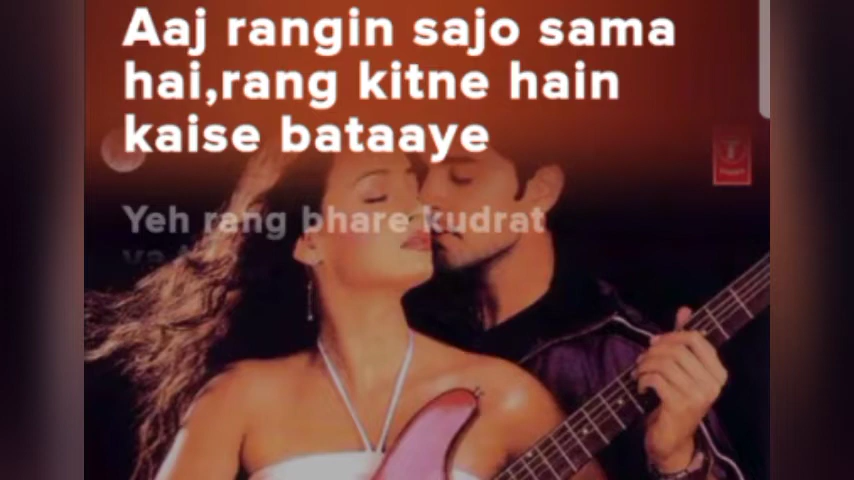 Aaj rangin sajo sama
hai,rang kitne hain
kaise bataaye
Yeh rang bhare kudrat